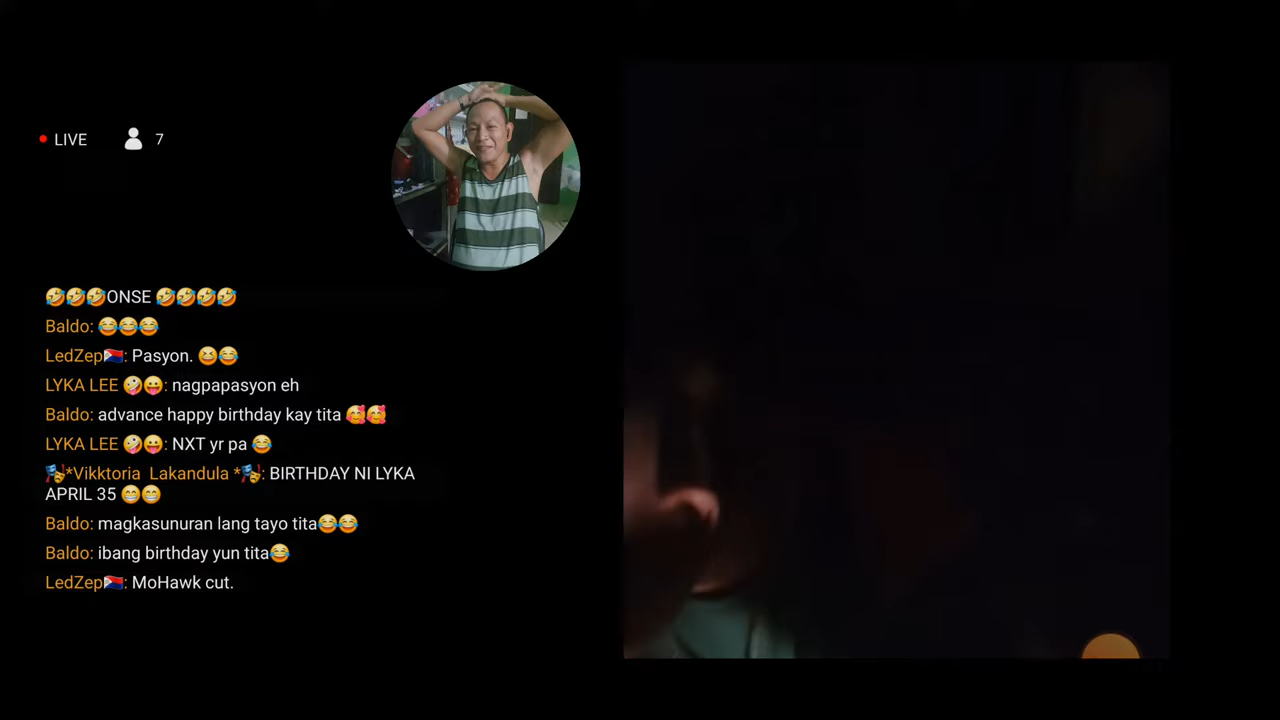 LIVE 7
🤣🤣🤣ONSE 🤣🤣🤣🤣
Baldo: 😂😂😂
LedZep🇵🇭: Pasyon. 😆😂
LYKA LEE 🤪😛: nagpapasyon eh
Baldo: advance happy birthday kay tita 🥰🥰
LYKA LEE 🤪😛: NXT yr pa 😂
🎭*Vikktoria Lakandula *🎭: BIRTHDAY NI LYKA
APRIL 35 😁😁
Baldo: magkasunuran lang tayo tita😂😂
Baldo: ibang birthday yun tita😂
LedZep🇵🇭: MoHawk cut.